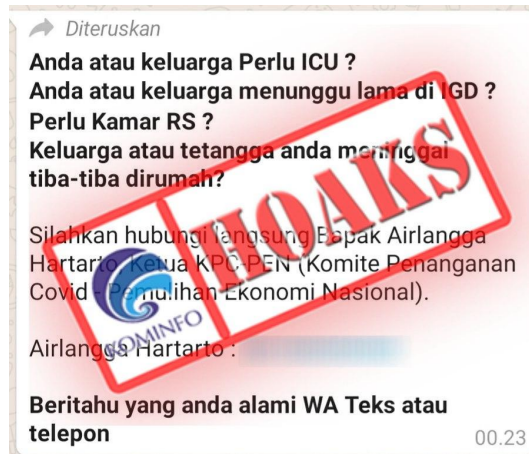 Diteruskan
Anda atau keluarga Perlu ICU ?
Anda atau keluarga menunggu lama di IGD ?
Perlu Kamar RS ?
Keluarga atau tetangga anda meninggal
tiba-tiba dirumah?
Silahkan hubungi langsung Bapak Airlangga
Hartarto, Ketua KPC-PEN (Komite Penanganan
Covid - Pemulihan Ekonomi Nasional).
Airlangga Hartarto :
Beritahu yang anda alami WA Teks atau
telepon
00.23
KOMINFO
HOAKS